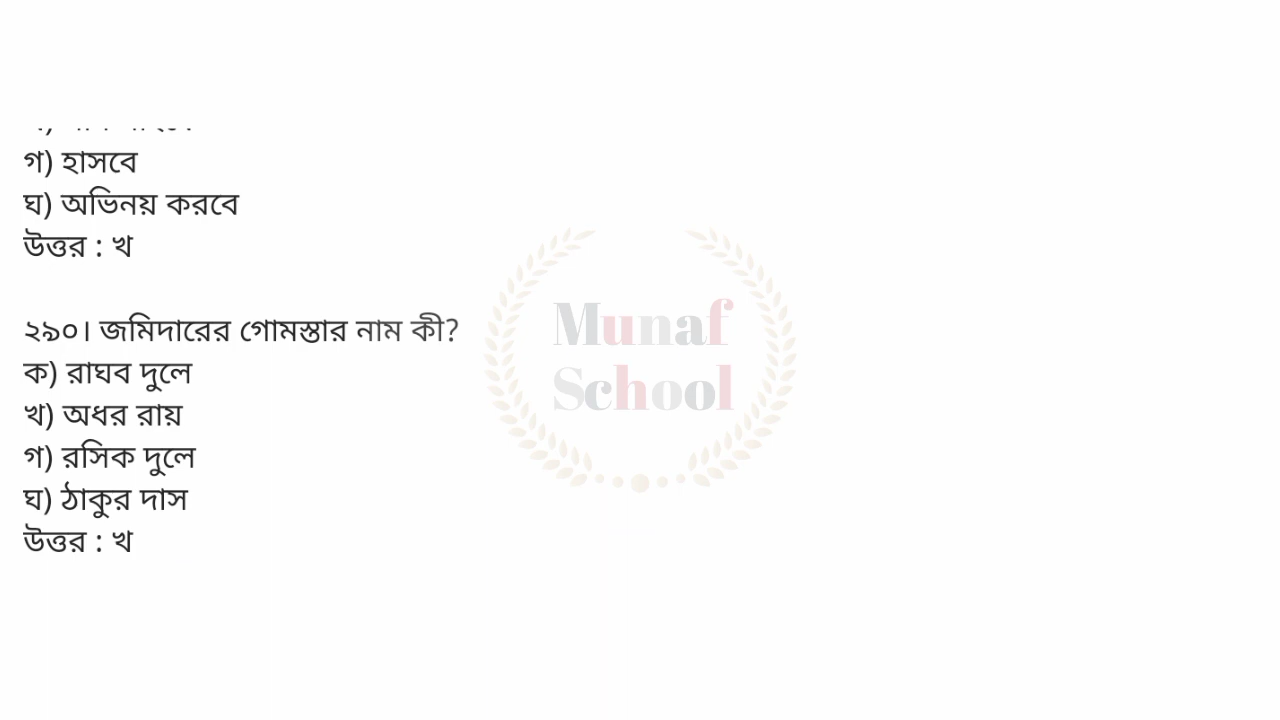 গ) হাসবে
ঘ) অভিনয় করবে
উত্তর : খ
২৯০। জমিদারের গোমস্তার নাম কী?
ক) রাঘব দুলে
খ) অধর রায়
গ) রসিক দুলে
ঘ) ঠাকুর দাস
উত্তর : খ
Munaf
School